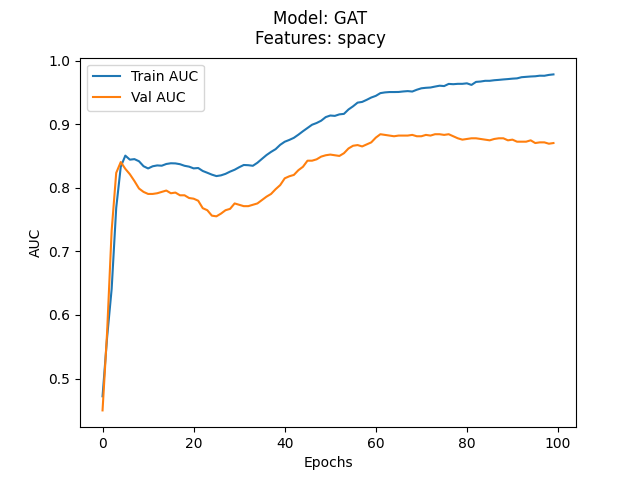 Model: GAT
Features: spacy
Train AUC
Val AUC
1.0
0.9
0.8
0.7
0.6
0.5
AUC
0 20 40 60 80 100
Epochs